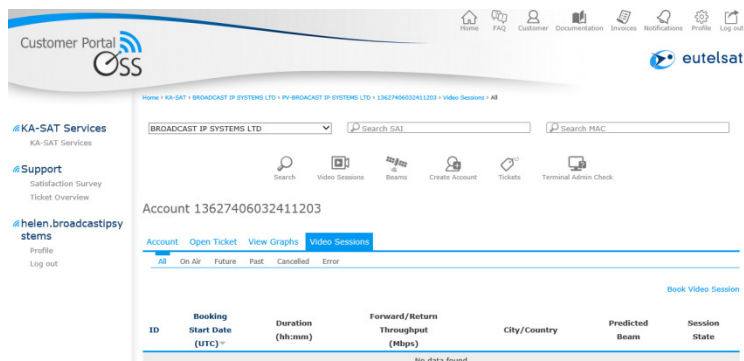 Home FAQ Customer Documentation Invoices Notifications Profile Log out
Customer Portal
OSS
eutelsat
Home > KA-SAT > BROADCAST IP SYSTEMS LTD > PV-BROACAST IP SYSTEMS LTD > 13627406032411203 > Video Sessions > All
KA-SAT Services
KA-SAT Services
Support
Satisfaction Survey
Ticket Overview
helen.broadcastipsy
stems
Profile
Log out
BROADCAST IP SYSTEMS LTD Search SAI Search MAC
Search Video Sessions Beams Create Account Tickets Terminal Admin Check
Account 13627406032411203
Account Open Ticket View Graphs Video Sessions
All On Air Future Past Cancelled Error
Book Video Session
ID Booking Start Date (UTC) Duration (hh:mm) Forward/Return Throughput (Mbps) City/Country Predicted Beam Session State
No data found